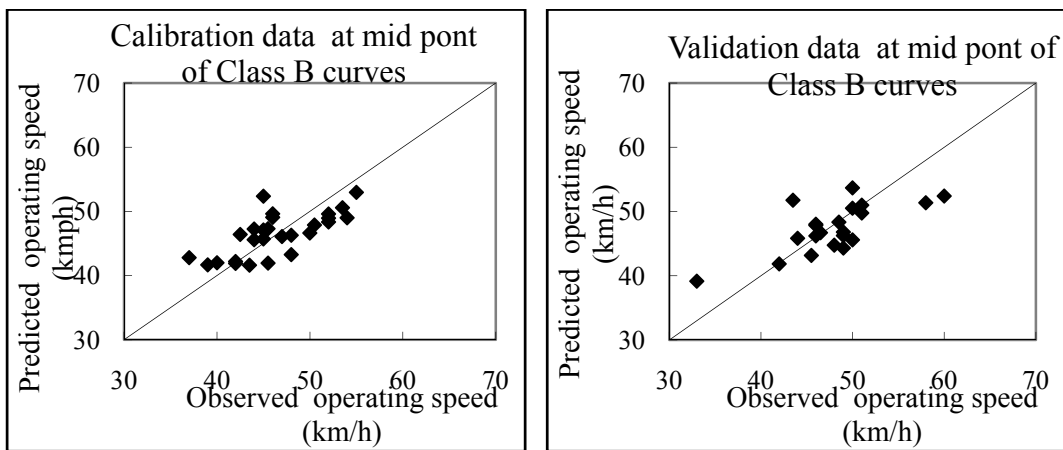 Calibration data at mid pont
of Class B curves
Predicted operating speed
(kmph)
70
60
50
40
30
30 40 50 60 70
Observed operating speed
(km/h)
Validation data at mid pont of
Class B curves
Predicted operating speed
(km/h)
70
60
50
40
30
30 40 50 60 70
Observed operating speed
(km/h)